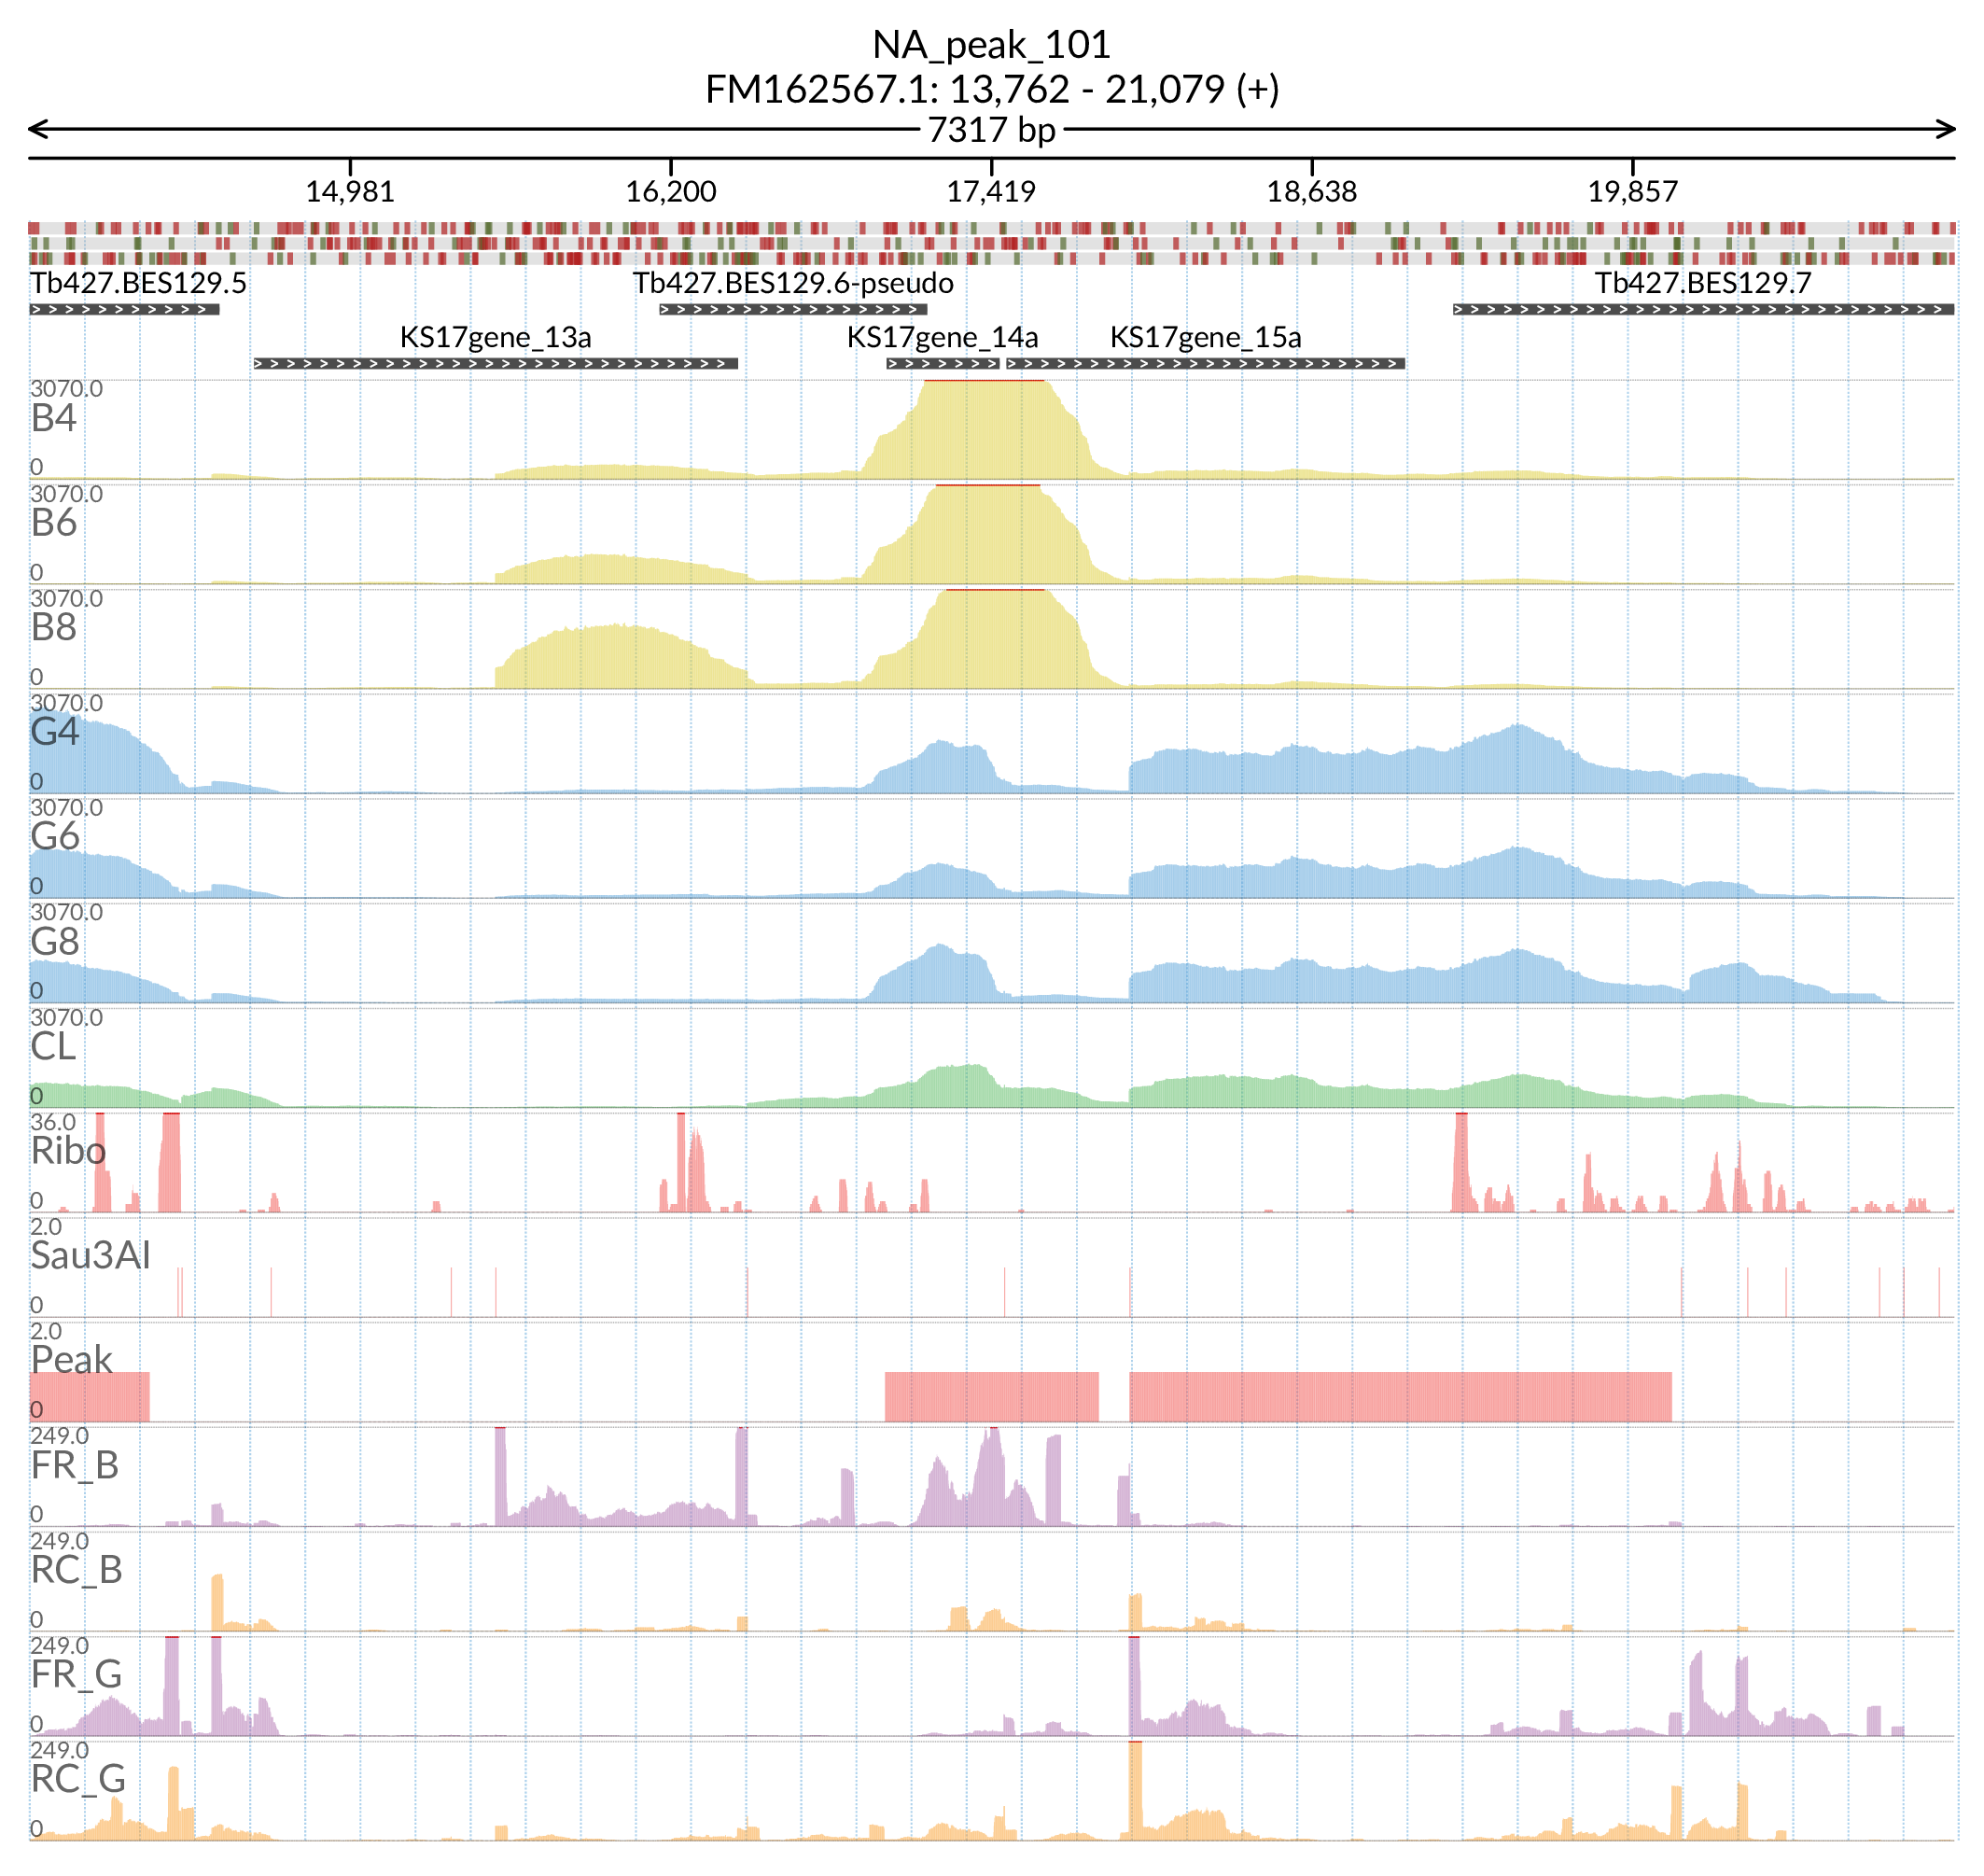 NA_peak_101
FM162567.1: 13,762 - 21,079 (+)
7317 bp
14,981 16,200 17,419 18,638 19,857
Tb427.BES129.5 Tb427.BES129.6-pseudo Tb427.BES129.7
KS17gene_13a KS17gene_14a KS17gene_15a
3070.0
B4
0
3070.0
B6
0
3070.0
B8
0
3070.0
G4
0
3070.0
G6
0
3070.0
G8
0
3070.0
CL
0
36.0
Ribo
0
2.0
Sau3AI
0
2.0
Peak
0
249.0
FR_B
0
249.0
RC_B
0
249.0
FR_G
0
249.0
RC_G
0